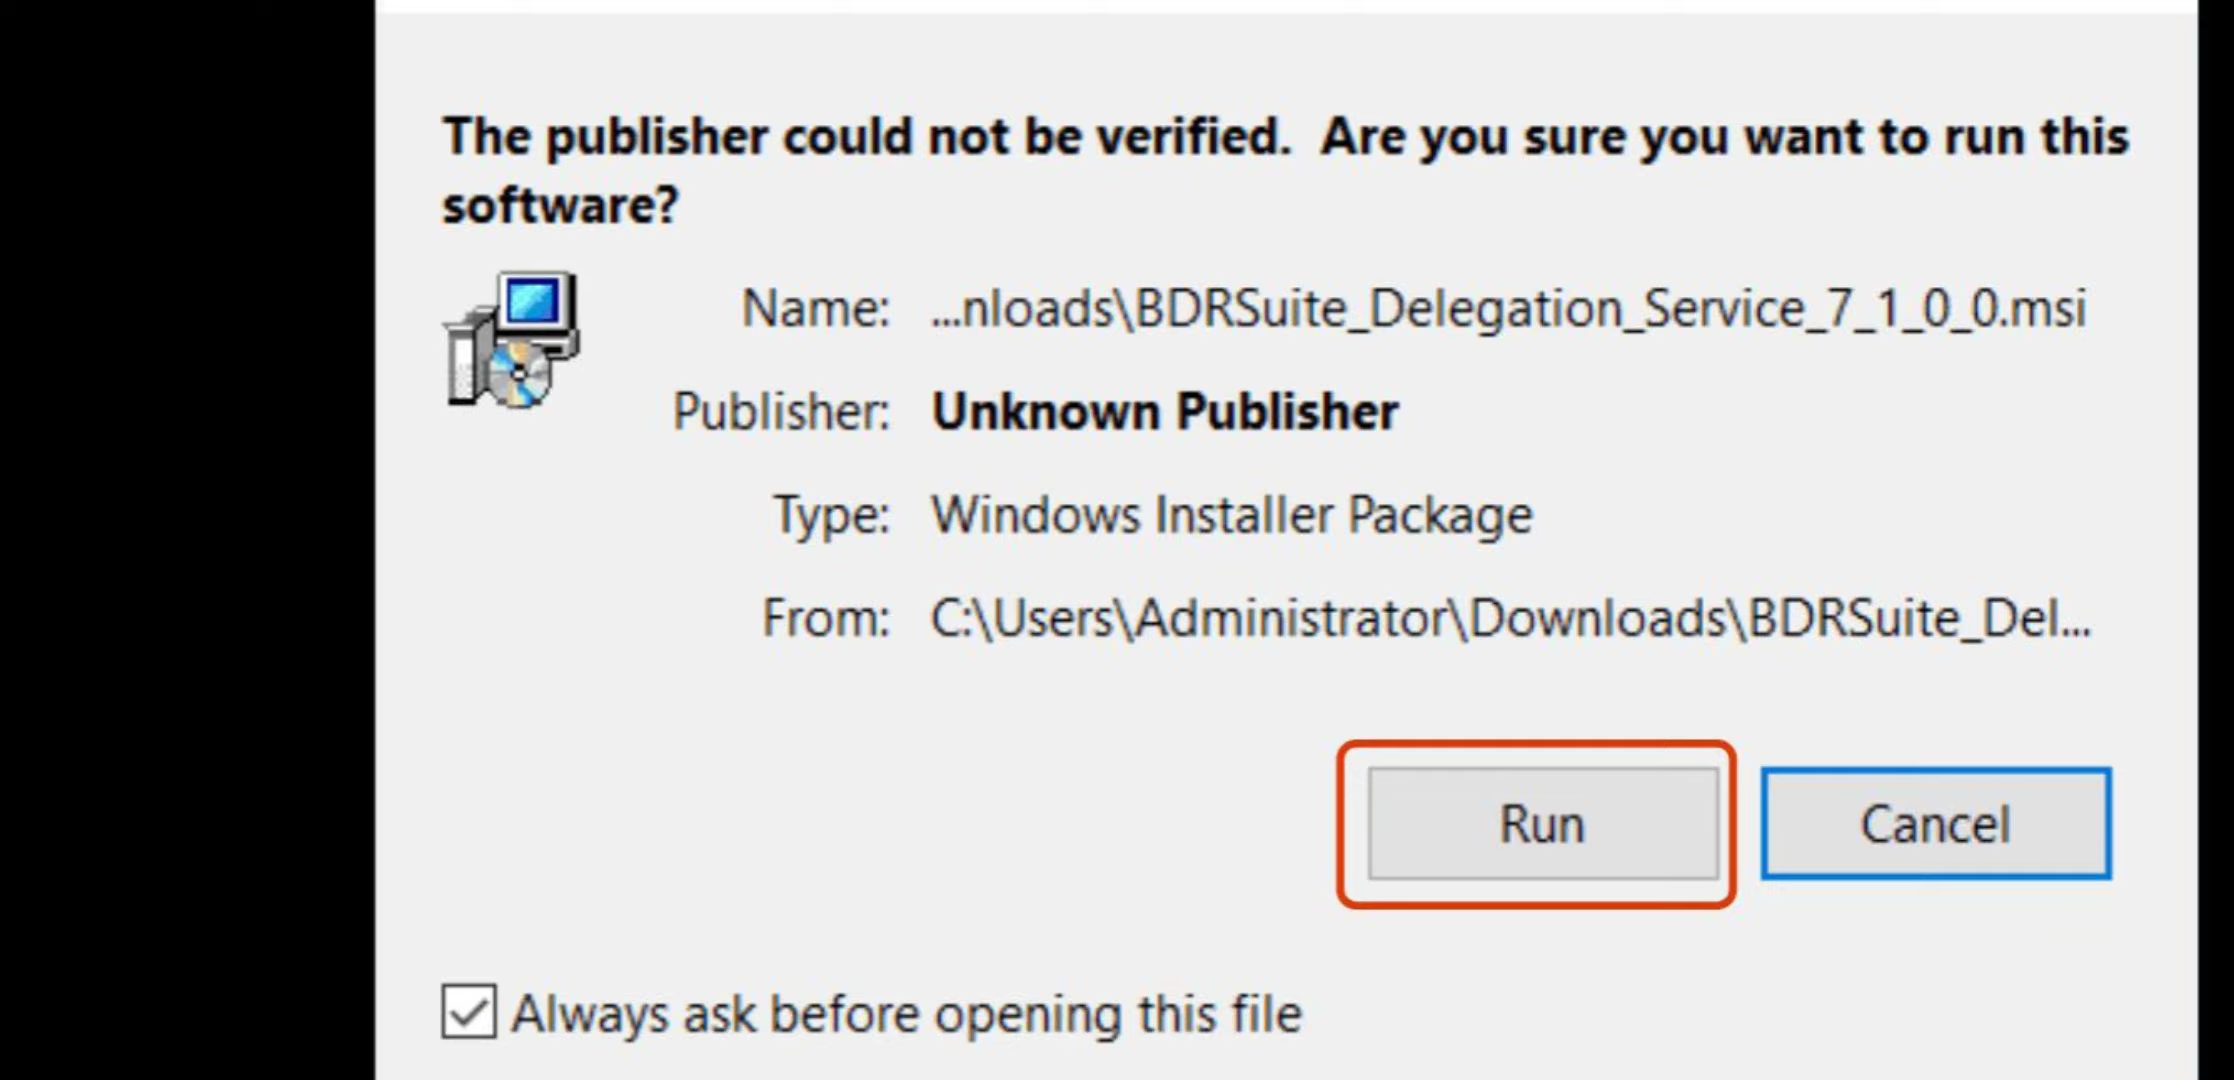 The publisher could not be verified.  Are you sure you want to run this
software?
Name: ...nloads\BDRSuite_Delegation_Service_7_1_0_0.msi
Publisher: Unknown Publisher
Type: Windows Installer Package
From: C:\Users\Administrator\Downloads\BDRSuite_Del...
Run Cancel
Always ask before opening this file